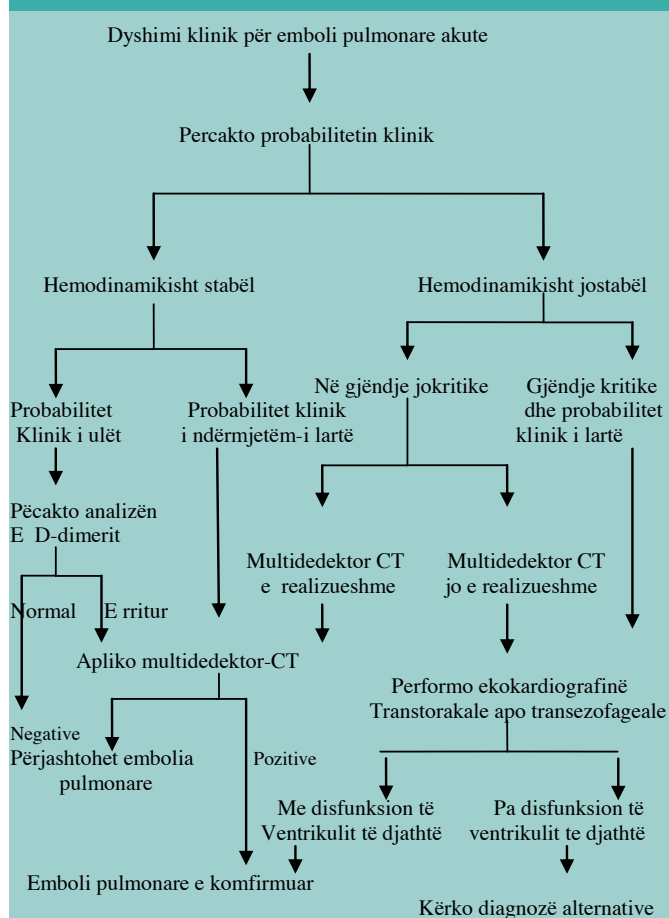 Dyshimi klinik për emboli pulmonare akute
Percakto probabilitetin klinik
Hemodinamikisht stabël
Hemodinamikisht jostabël
Në gjëndje jokritike
Gjëndje kritike
dhe probabilitet
klinik i lartë
Probabilitet
Klinik i ulët
Probabilitet klinik
i ndërmjetëm-i lartë
Pëcakto analizën
E D-dimerit
Multidedektor CT
e realizueshme
Multidedektor CT
jo e realizueshme
Normal
E rritur
Apliko multidedektor-CT
Performo ekokardiografinë
Transtorakale apo transezofageale
Negative
Përjashtohet embolia
pulmonare
Pozitive
Me disfunksion të
Ventrikulit të djathtë
Pa disfunksion të
ventrikulit te djathtë
Emboli pulmonare e komfirmuar
Kërko diagnozë alternative